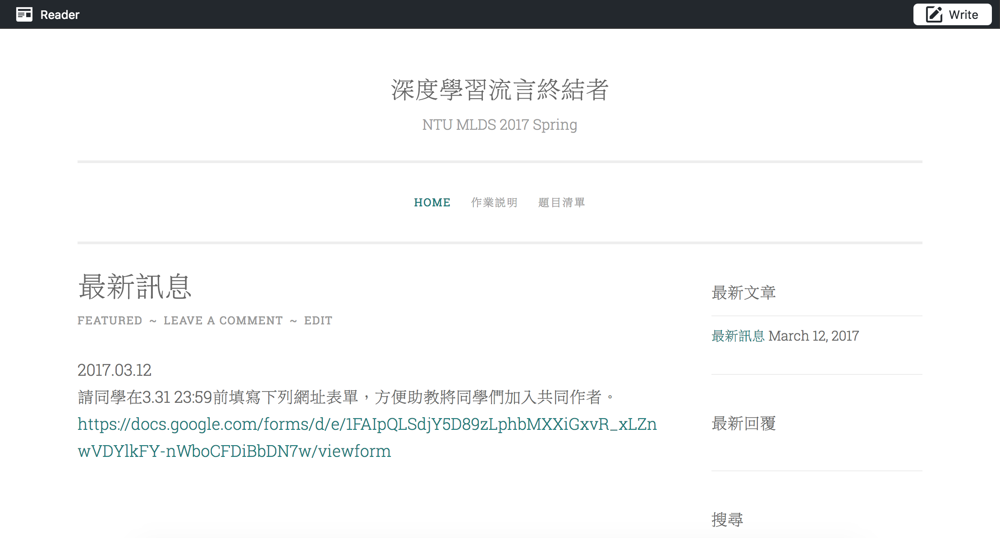 Reader
Write
深度學習流言終結者
NTU MLDS 2017 Spring
HOME 作業說明 題目清單
最新訊息
FEATURED ~ LEAVE A COMMENT ~ EDIT
2017.03.12
請同學在3.31 23:59前填寫下列網址表單，方便助教將同學們加入共同作者。
https://docs.google.com/forms/d/e/1FAIpQLSdjY5D89zLphbMXXiGxvR_xLZn
wVDYlkFY-nWboCFDiBbDN7w/viewform
最新文章
最新訊息 March 12, 2017
最新回覆
搜尋